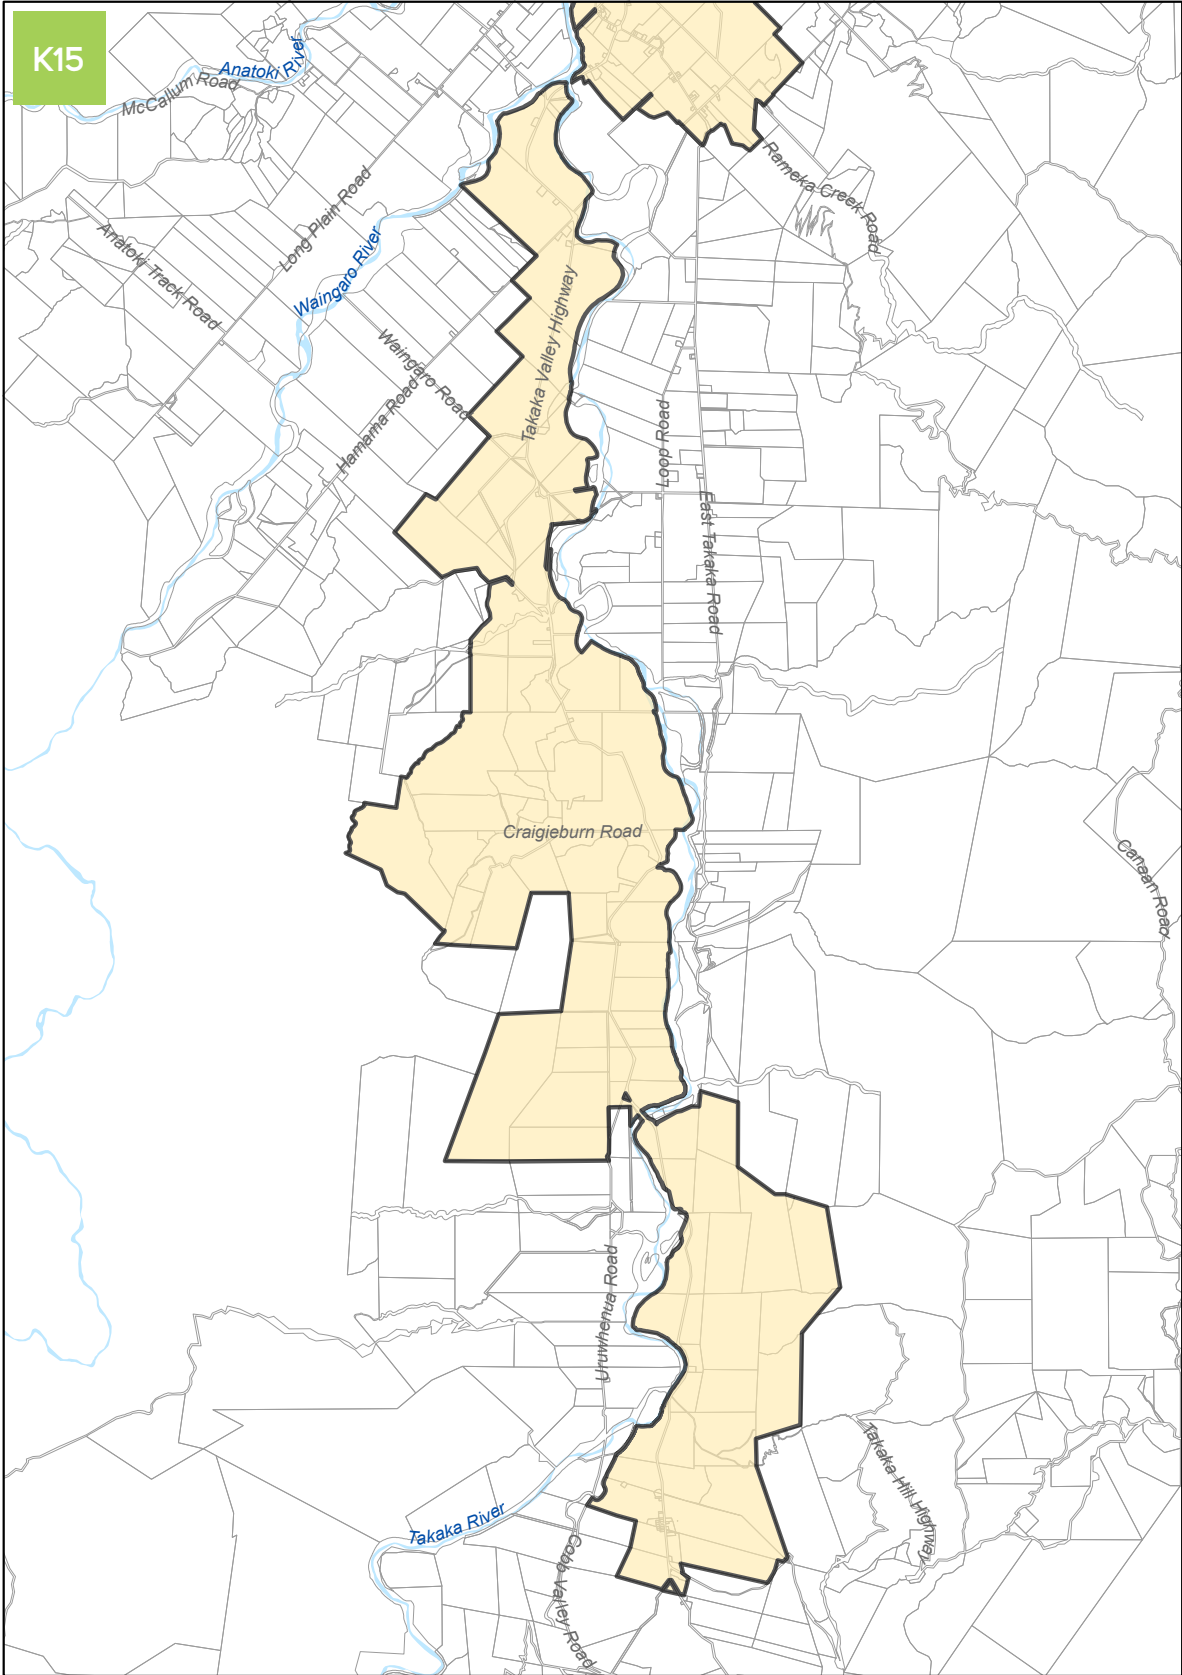 K15
Anatoki River
McCallum Road
Rameka Creek Road
Long Plain Road
Anatoki Track Road
Waingaro River
Takaka Valley Highway
Waingaro Road
Hamama Road
Loop Road
East Takaka Road
Craigieburn Road
Canaan Road
Uruwhenua Road
Takaka Hill Highway
Takaka River
Cobb Valley Road